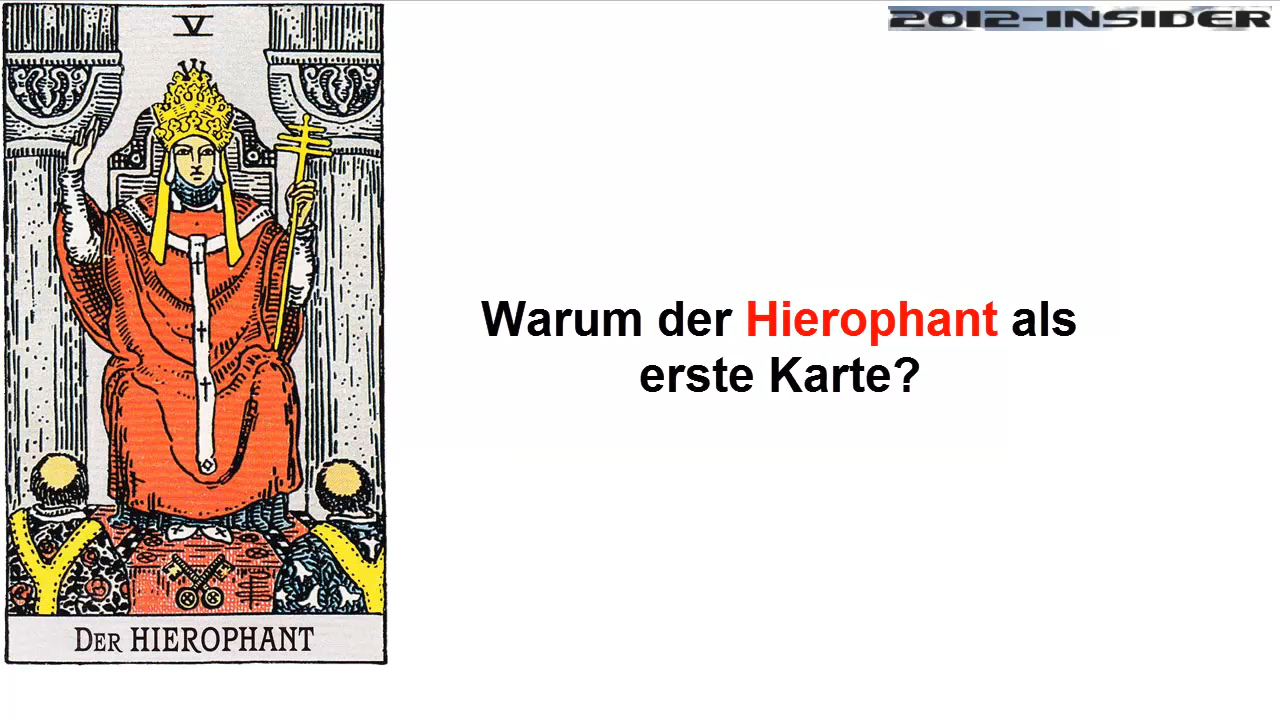 V
2012-INSIDER
Warum der Hierophant als
erste Karte?
DER HIEROPHANT